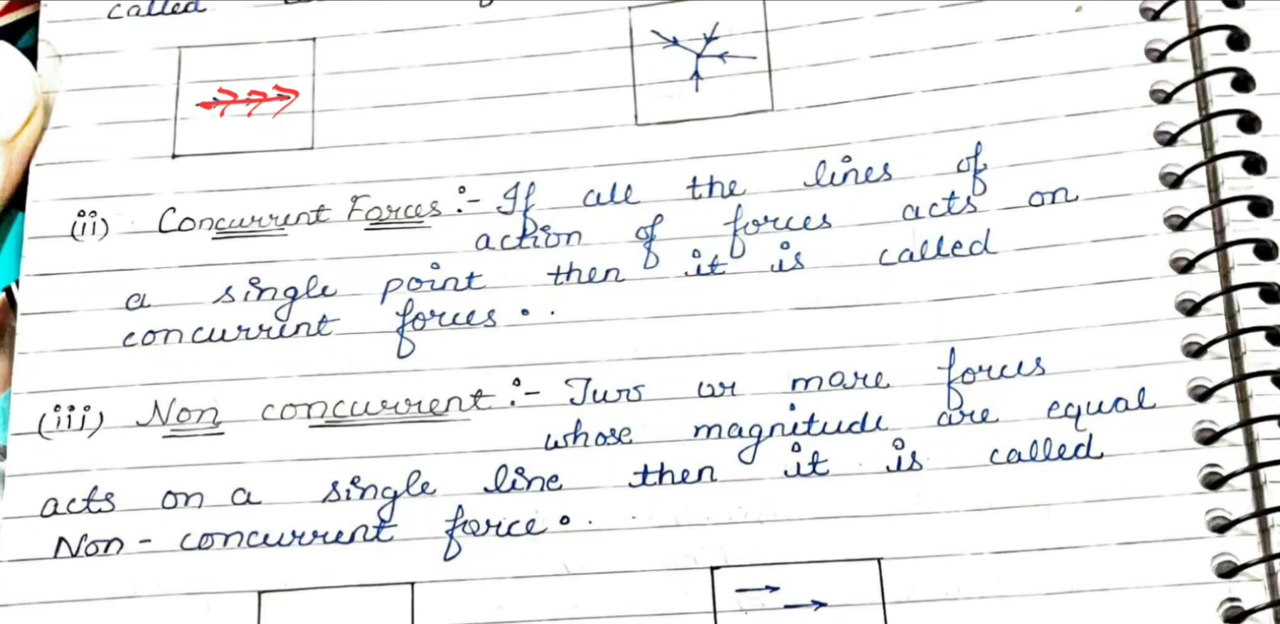 called
(ii) Concurrent Forces :- If all the lines of
action of forces acts on
a single point then it is called
concurrent forces.
(iii) Non concurrent :- Two or more forces
whose magnitude are equal
acts on a single line then it is called
Non - concurrent force.